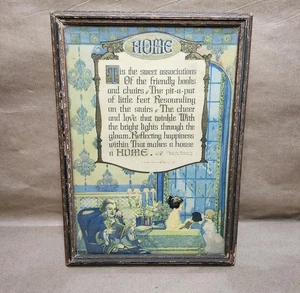 HOME
Tis the sweet associations
Of the friendly books
and chairs, The pit-a-pat
of little feet Resounding
on the stairs, The cheer
and love that twinkle With
the bright lights through the
gloam, Reflecting happiness
within That makes a house
a HOME.